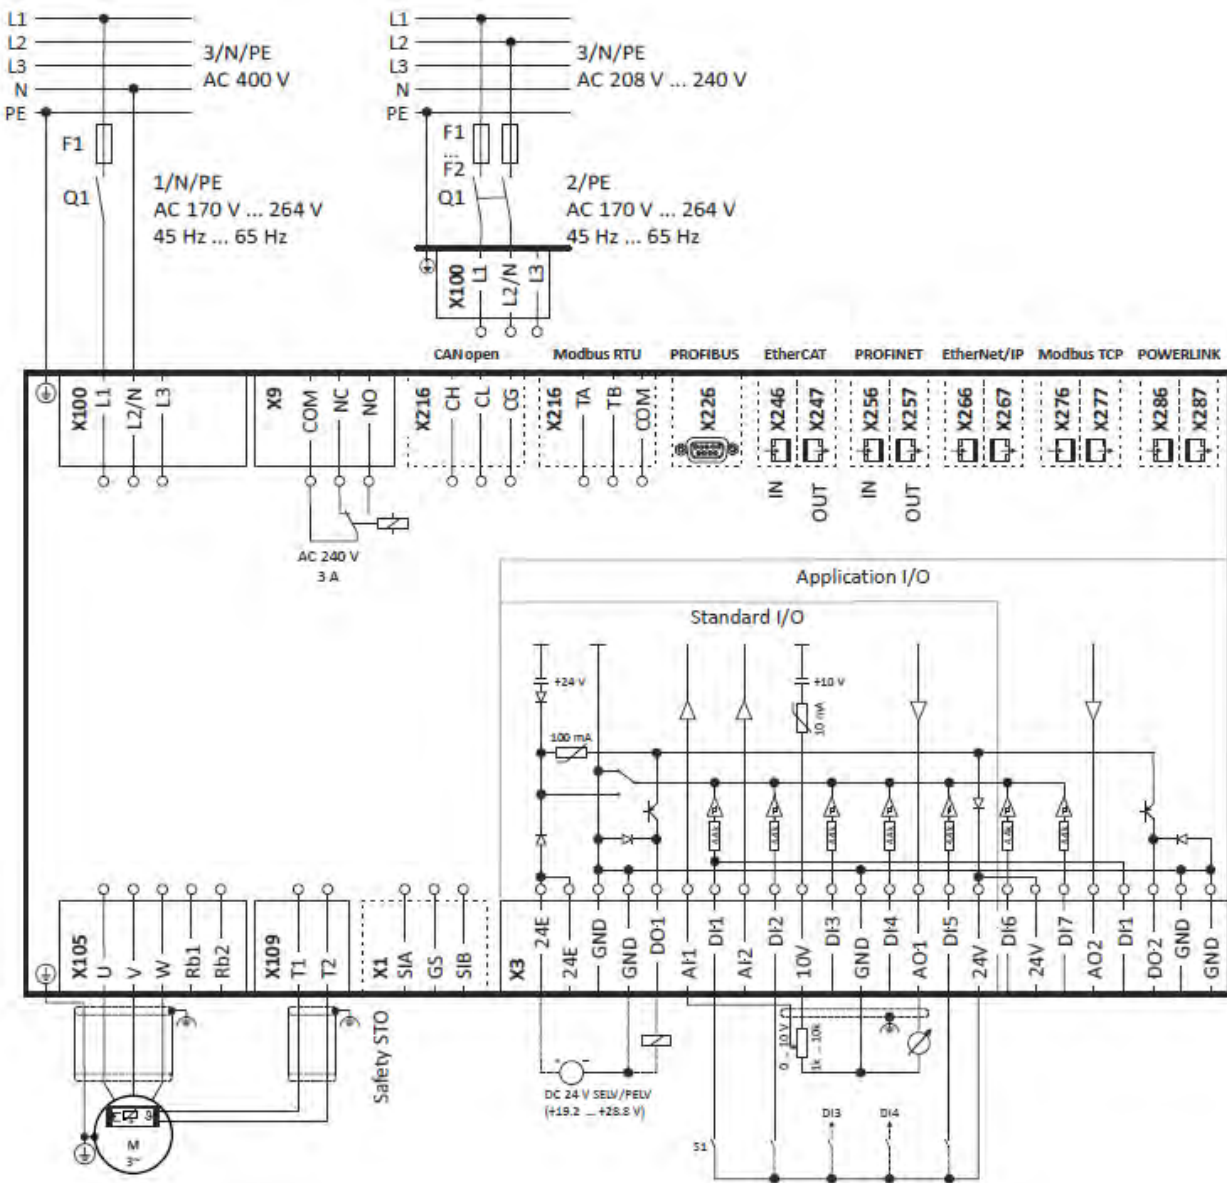 L1
L2
L3
N
PE
3/N/PE
AC 400 V
F1
Q1
1/N/PE
AC 170 V ... 264 V
45 Hz ... 65 Hz
L1
L2
L3
N
PE
3/N/PE
AC 208 V ... 240 V
F1
...
F2
Q1
2/PE
AC 170 V ... 264 V
45 Hz ... 65 Hz
X100 L1 L2/N L3
CANopen Modbus RTU PROFIBUS EtherCAT PROFINET EtherNet/IP Modbus TCP POWERLINK
X100 L1 L2/N L3
X9 COM NC NO
X216 CH CL CG
X216 TA TB COM
X226
X246 X247
X256 X257
X266 X267
X276 X277
X286 X287
IN OUT IN OUT
AC 240 V
3 A
Application I/O
Standard I/O
+24 V
+10 V
10 mA
100 mA
44k 44k 44k 44k 44k 44k 44k
X105 U V W Rb1 Rb2
X109 T1 T2
X1 SIA GS SIB
X3 24E 24E GND GND DO1 AI1 DI1 AI2 DI2 10V DI3 GND DI4 AO1 DI5 24V DI6 24V DI7 AO2 DI1 DO2 GND GND
Safety STO
+ –
DC 24 V SELV/PELV
(+19.2 ... +28.8 V)
0 ... 10 V
1k ... 10k
S1
DI3
DI4
M
3~